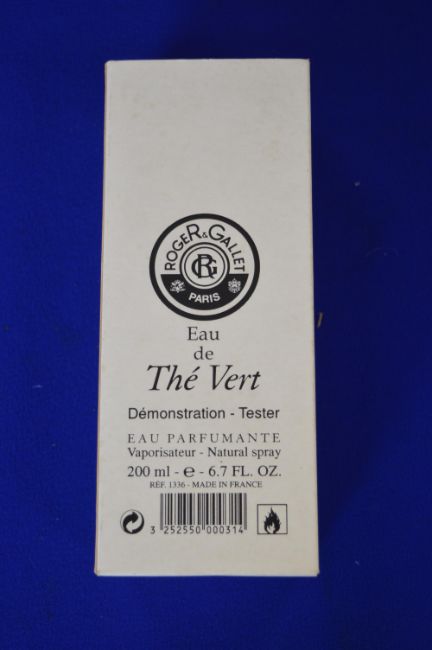 ROGER & GALLET
RG
PARIS
Eau
de
Thé Vert
Démonstration - Tester
EAU PARFUMANTE
Vaporisateur - Natural spray
200 ml - ℮ - 6.7 FL. OZ.
RÉF. 1336 - MADE IN FRANCE
3 252550 000314